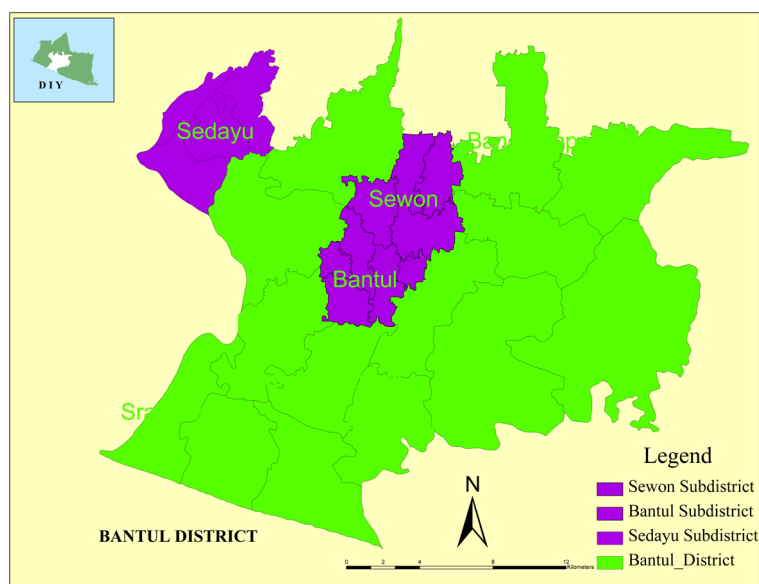 D I Y
Sedayu
Sewon
Bantul
Sra
BANTUL DISTRICT
N
0 2 4 8 12
Kilometers
Legend
Sewon Subdistrict
Bantul Subdistrict
Sedayu Subdistrict
Bantul_District